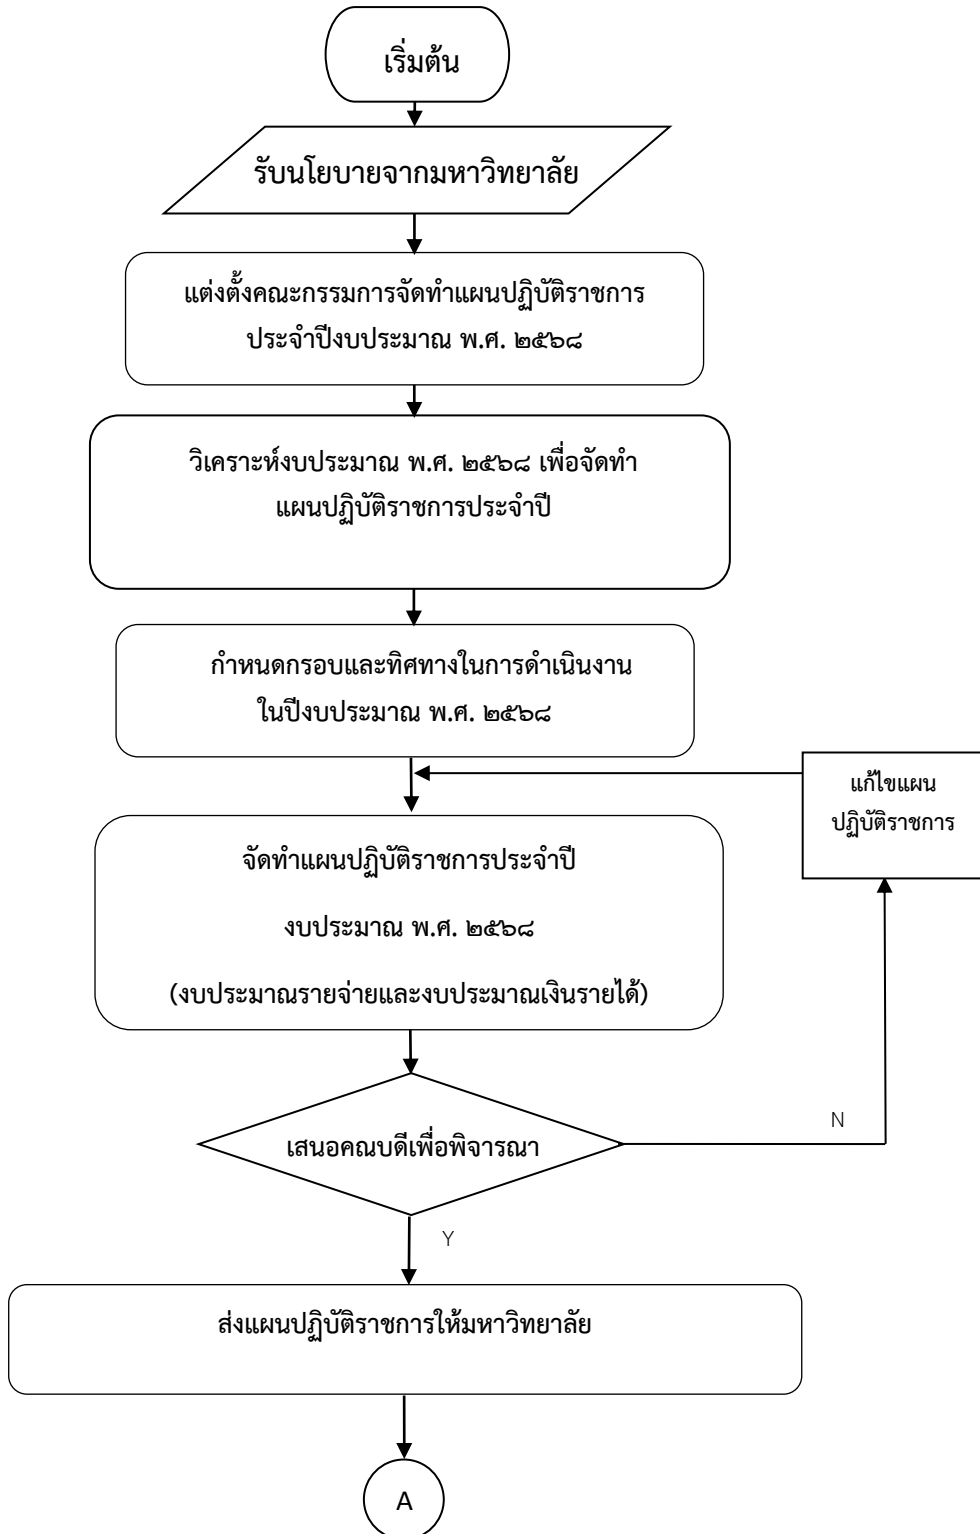 เริ่มต้น
รับนโยบายจากมหาวิทยาลัย
แต่งตั้งคณะกรรมการจัดทำแผนปฏิบัติราชการ
ประจำปีงบประมาณ พ.ศ. ๒๕๖๘
วิเคราะห์งบประมาณ พ.ศ. ๒๕๖๘ เพื่อจัดทำ
แผนปฏิบัติราชการประจำปี
กำหนดกรอบและทิศทางในการดำเนินงาน
ในปีงบประมาณ พ.ศ. ๒๕๖๘
แก้ไขแผน
ปฏิบัติราชการ
จัดทำแผนปฏิบัติราชการประจำปี
งบประมาณ พ.ศ. ๒๕๖๘
(งบประมาณรายจ่ายและงบประมาณเงินรายได้)
N
เสนอคณบดีเพื่อพิจารณา
Y
ส่งแผนปฏิบัติราชการให้มหาวิทยาลัย
A